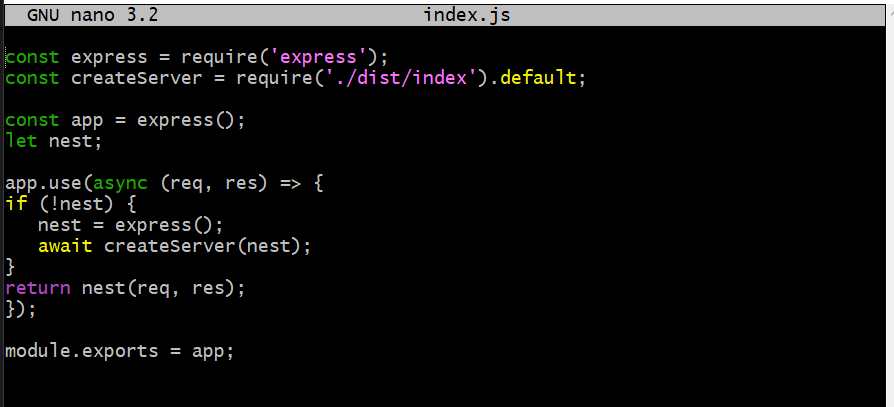 GNU nano 3.2 index.js
const express = require('express');
const createServer = require('./dist/index').default;
const app = express();
let nest;
app.use(async (req, res) => {
if (!nest) {
   nest = express();
   await createServer(nest);
}
return nest(req, res);
});
module.exports = app;